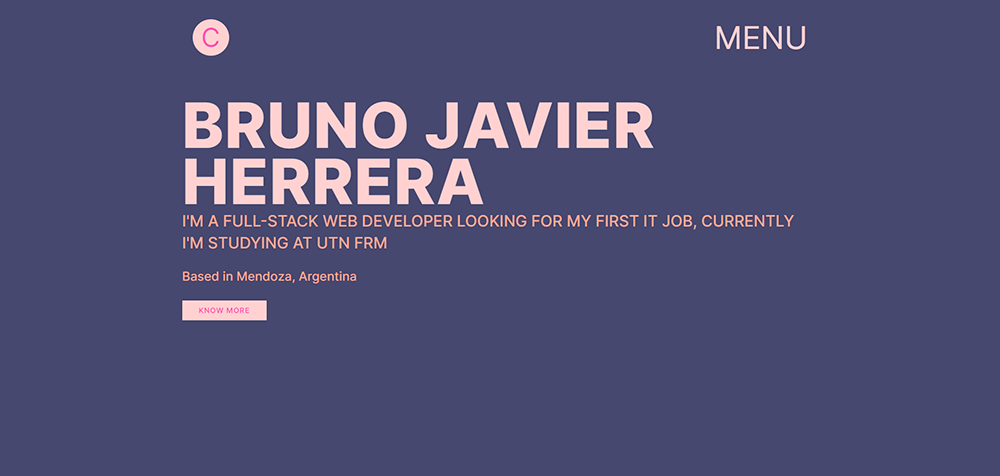 C
MENU
BRUNO JAVIER
HERRERA
I'M A FULL-STACK WEB DEVELOPER LOOKING FOR MY FIRST IT JOB, CURRENTLY
I'M STUDYING AT UTN FRM
Based in Mendoza, Argentina
KNOW MORE